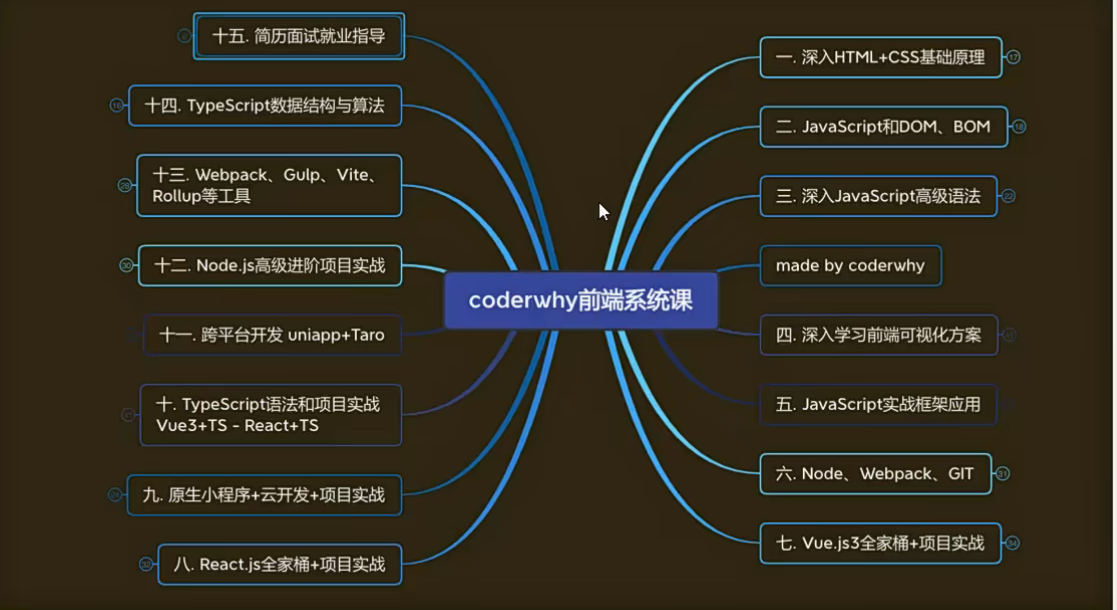 coderwhy前端系统课
一. 深入HTML+CSS基础原理
17
二. JavaScript和DOM、BOM
18
三. 深入JavaScript高级语法
22
made by coderwhy
四. 深入学习前端可视化方案
五. JavaScript实战框架应用
六. Node、Webpack、GIT
31
七. Vue.js3全家桶+项目实战
34
八. React.js全家桶+项目实战
32
九. 原生小程序+云开发+项目实战
十. TypeScript语法和项目实战
Vue3+TS - React+TS
十一. 跨平台开发 uniapp+Taro
十二. Node.js高级进阶项目实战
30
十三. Webpack、Gulp、Vite、
Rollup等工具
十四. TypeScript数据结构与算法
十五. 简历面试就业指导